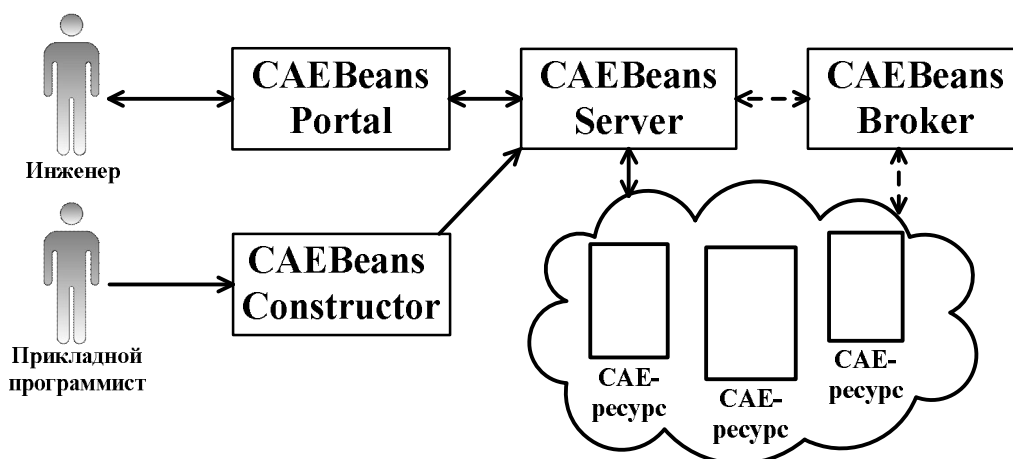 CAEBeans
Portal
CAEBeans
Server
CAEBeans
Broker
Инженер
CAEBeans
Constructor
Прикладной
программист
CAE-
ресурс
CAE-
ресурс
CAE-
ресурс